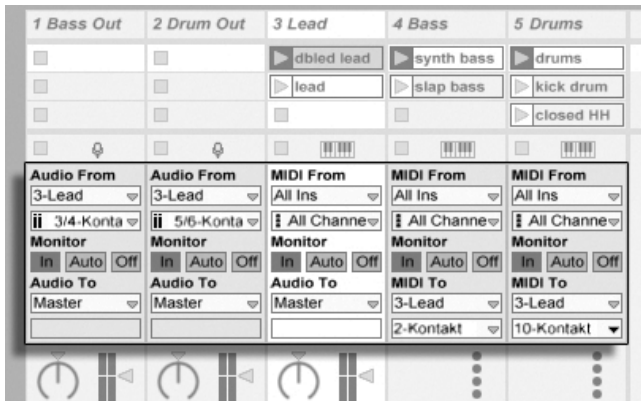 1 Bass Out 2 Drum Out 3 Lead 4 Bass 5 Drums
dbled lead synth bass drums
lead slap bass kick drum
closed HH
Audio From Audio From MIDI From MIDI From MIDI From
3-Lead 3-Lead All Ins All Ins All Ins
3/4-Konta 5/6-Konta All Channe All Channe All Channe
Monitor Monitor Monitor Monitor Monitor
In Auto Off In Auto Off In Auto Off In Auto Off In Auto Off
Audio To Audio To Audio To MIDI To MIDI To
Master Master Master 3-Lead 3-Lead
2-Kontakt 10-Kontakt